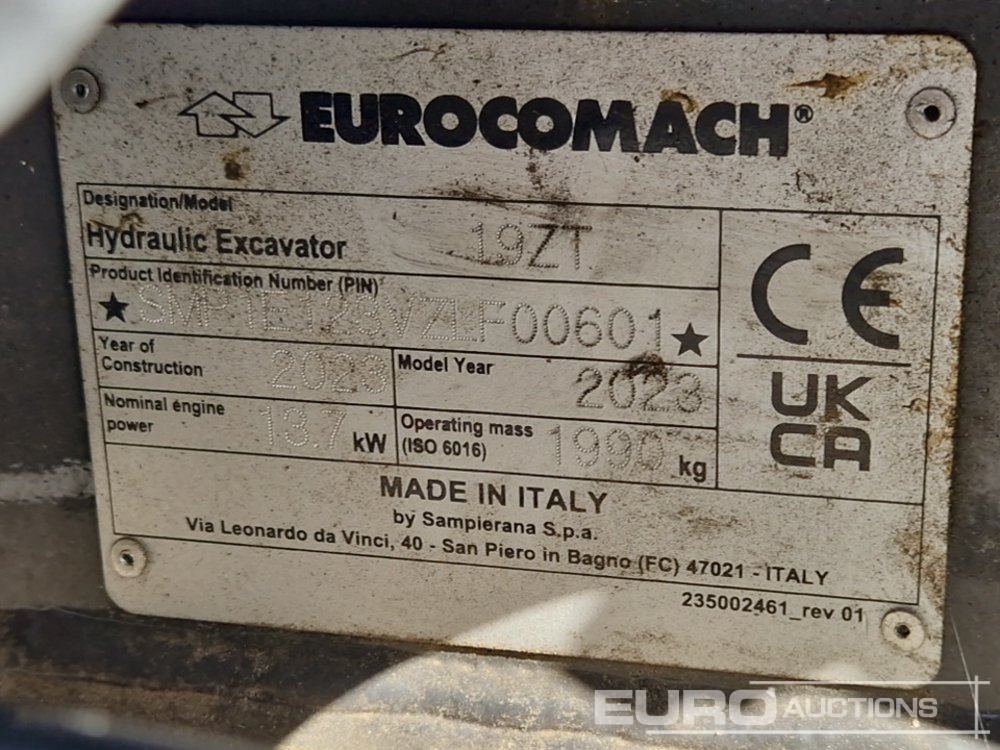 EUROCOMACH®
Designation/Model
Hydraulic Excavator 19ZT
Product Identification Number (PIN)
★ SMP1E123VZLF00601 ★
Year of Construction 2023
Model Year 2023
Nominal engine power 13.7 kW
Operating mass (ISO 6016) 1990 kg
CE
UK
CA
MADE IN ITALY
by Sampierana S.p.a.
Via Leonardo da Vinci, 40 - San Piero in Bagno (FC) 47021 - ITALY
235002461_rev 01
EURO AUCTIONS